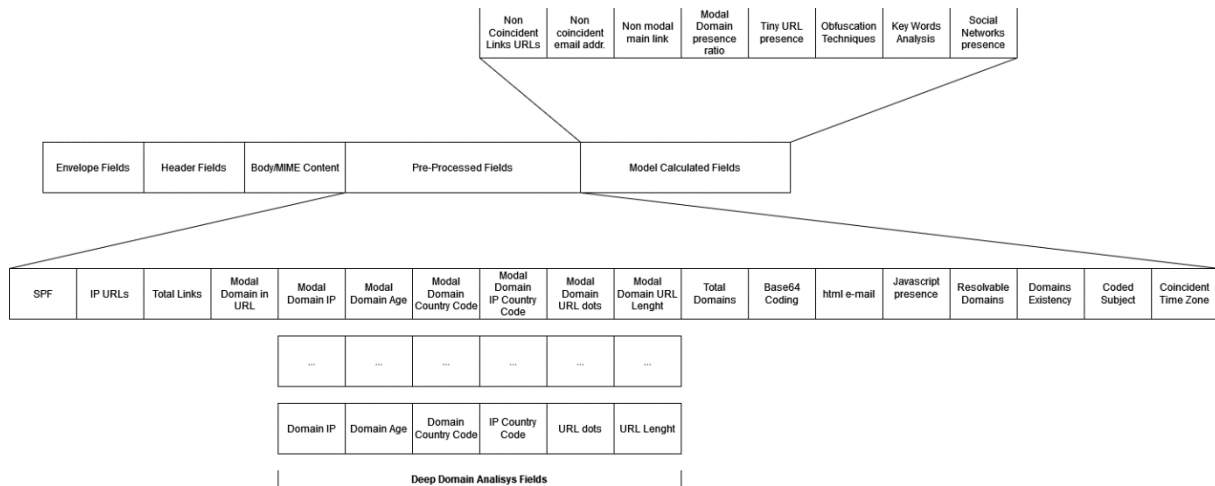 Non
Coincident
Links URLs
Non
coincident
email addr.
Non modal
main link
Modal
Domain
presence
ratio
Tiny URL
presence
Obfuscation
Techniques
Key Words
Analysis
Social
Networks
presence
Envelope Fields
Header Fields
Body/MIME Content
Pre-Processed Fields
Model Calculated Fields
SPF
IP URLs
Total Links
Modal
Domain in
URL
Modal
Domain IP
Modal
Domain Age
Modal
Domain
Country Code
Modal
Domain
IP Country
Code
Modal
Domain
URL dots
Modal
Domain URL
Lenght
Total
Domains
Base64
Coding
html e-mail
Javascript
presence
Resolvable
Domains
Domains
Existency
Coded
Subject
Coincident
Time Zone
...
...
...
...
...
...
Domain IP
Domain Age
Domain
Country Code
IP Country
Code
URL dots
URL Lenght
Deep Domain Analisys Fields